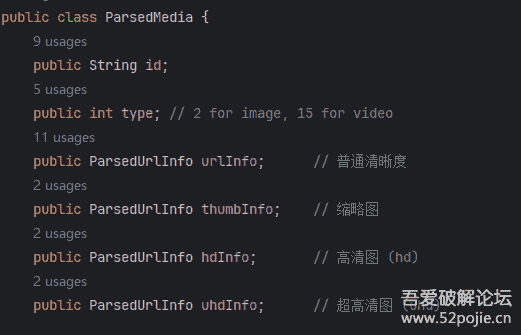 public class ParsedMedia {
9 usages
public String id;
5 usages
public int type; // 2 for image, 15 for video
11 usages
public ParsedUrlInfo urlInfo; // 普通清晰度
2 usages
public ParsedUrlInfo thumbInfo; // 缩略图
2 usages
public ParsedUrlInfo hdInfo; // 高清图 (hd)
2 usages
public ParsedUrlInfo uhdInfo; // 超高清图
吾爱破解论坛
www.52pojie.cn